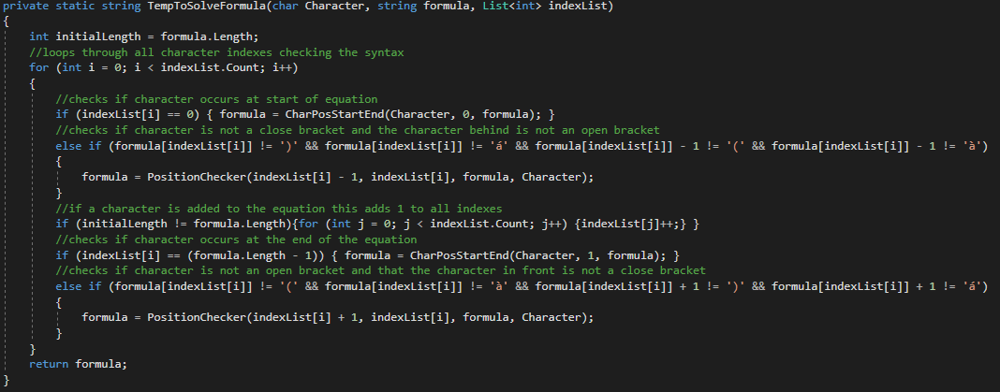 private static string TempToSolveFormula(char Character, string formula, List<int> indexList)
{
int initialLength = formula.Length;
//loops through all character indexes checking the syntax
for (int i = 0; i < indexList.Count; i++)
{
//checks if character occurs at start of equation
if (indexList[i] == 0) { formula = CharPosStartEnd(Character, 0, formula); }
//checks if character is not a close bracket and the character behind is not an open bracket
else if (formula[indexList[i]] != ')' && formula[indexList[i]] != 'á' && formula[indexList[i]] - 1 != '(' && formula[indexList[i]] - 1 != 'à')
{
formula = PositionChecker(indexList[i] - 1, indexList[i], formula, Character);
}
//if a character is added to the equation this adds 1 to all indexes
if (initialLength != formula.Length){for (int j = 0; j < indexList.Count; j++) {indexList[j]++;} }
//checks if character occurs at the end of the equation
if (indexList[i] == (formula.Length - 1)) { formula = CharPosStartEnd(Character, 1, formula); }
//checks if character is not an open bracket and that the character in front is not a close bracket
else if (formula[indexList[i]] != '(' && formula[indexList[i]] != 'à' && formula[indexList[i]] + 1 != ')' && formula[indexList[i]] + 1 != 'á')
{
formula = PositionChecker(indexList[i] + 1, indexList[i], formula, Character);
}
}
return formula;
}